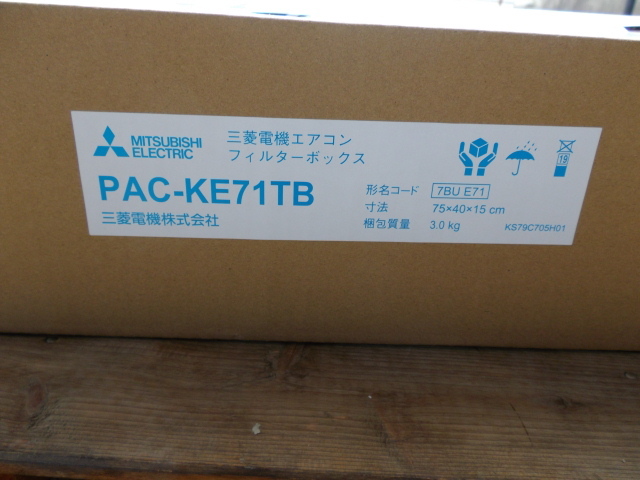 MITSUBISHI
ELECTRIC
三菱電機エアコン
フィルターボックス
PAC-KE71TB
三菱電機株式会社
形名コード 7BU E71
寸法 75×40×15 cm
梱包質量 3.0 kg
19
KS79C705H01